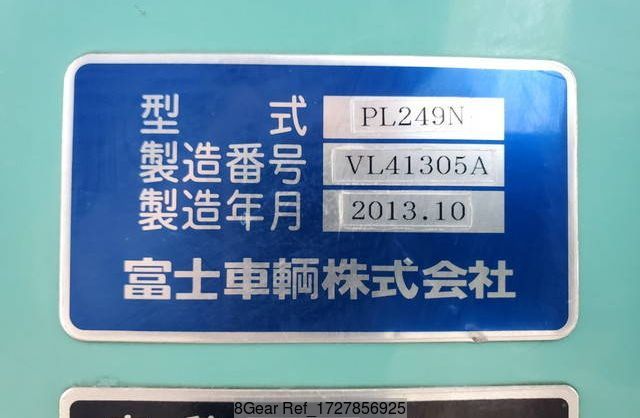 型式 PL249N
製造番号 VL41305A
製造年月 2013.10
富士車輌株式会社
8Gear Ref_1727856925